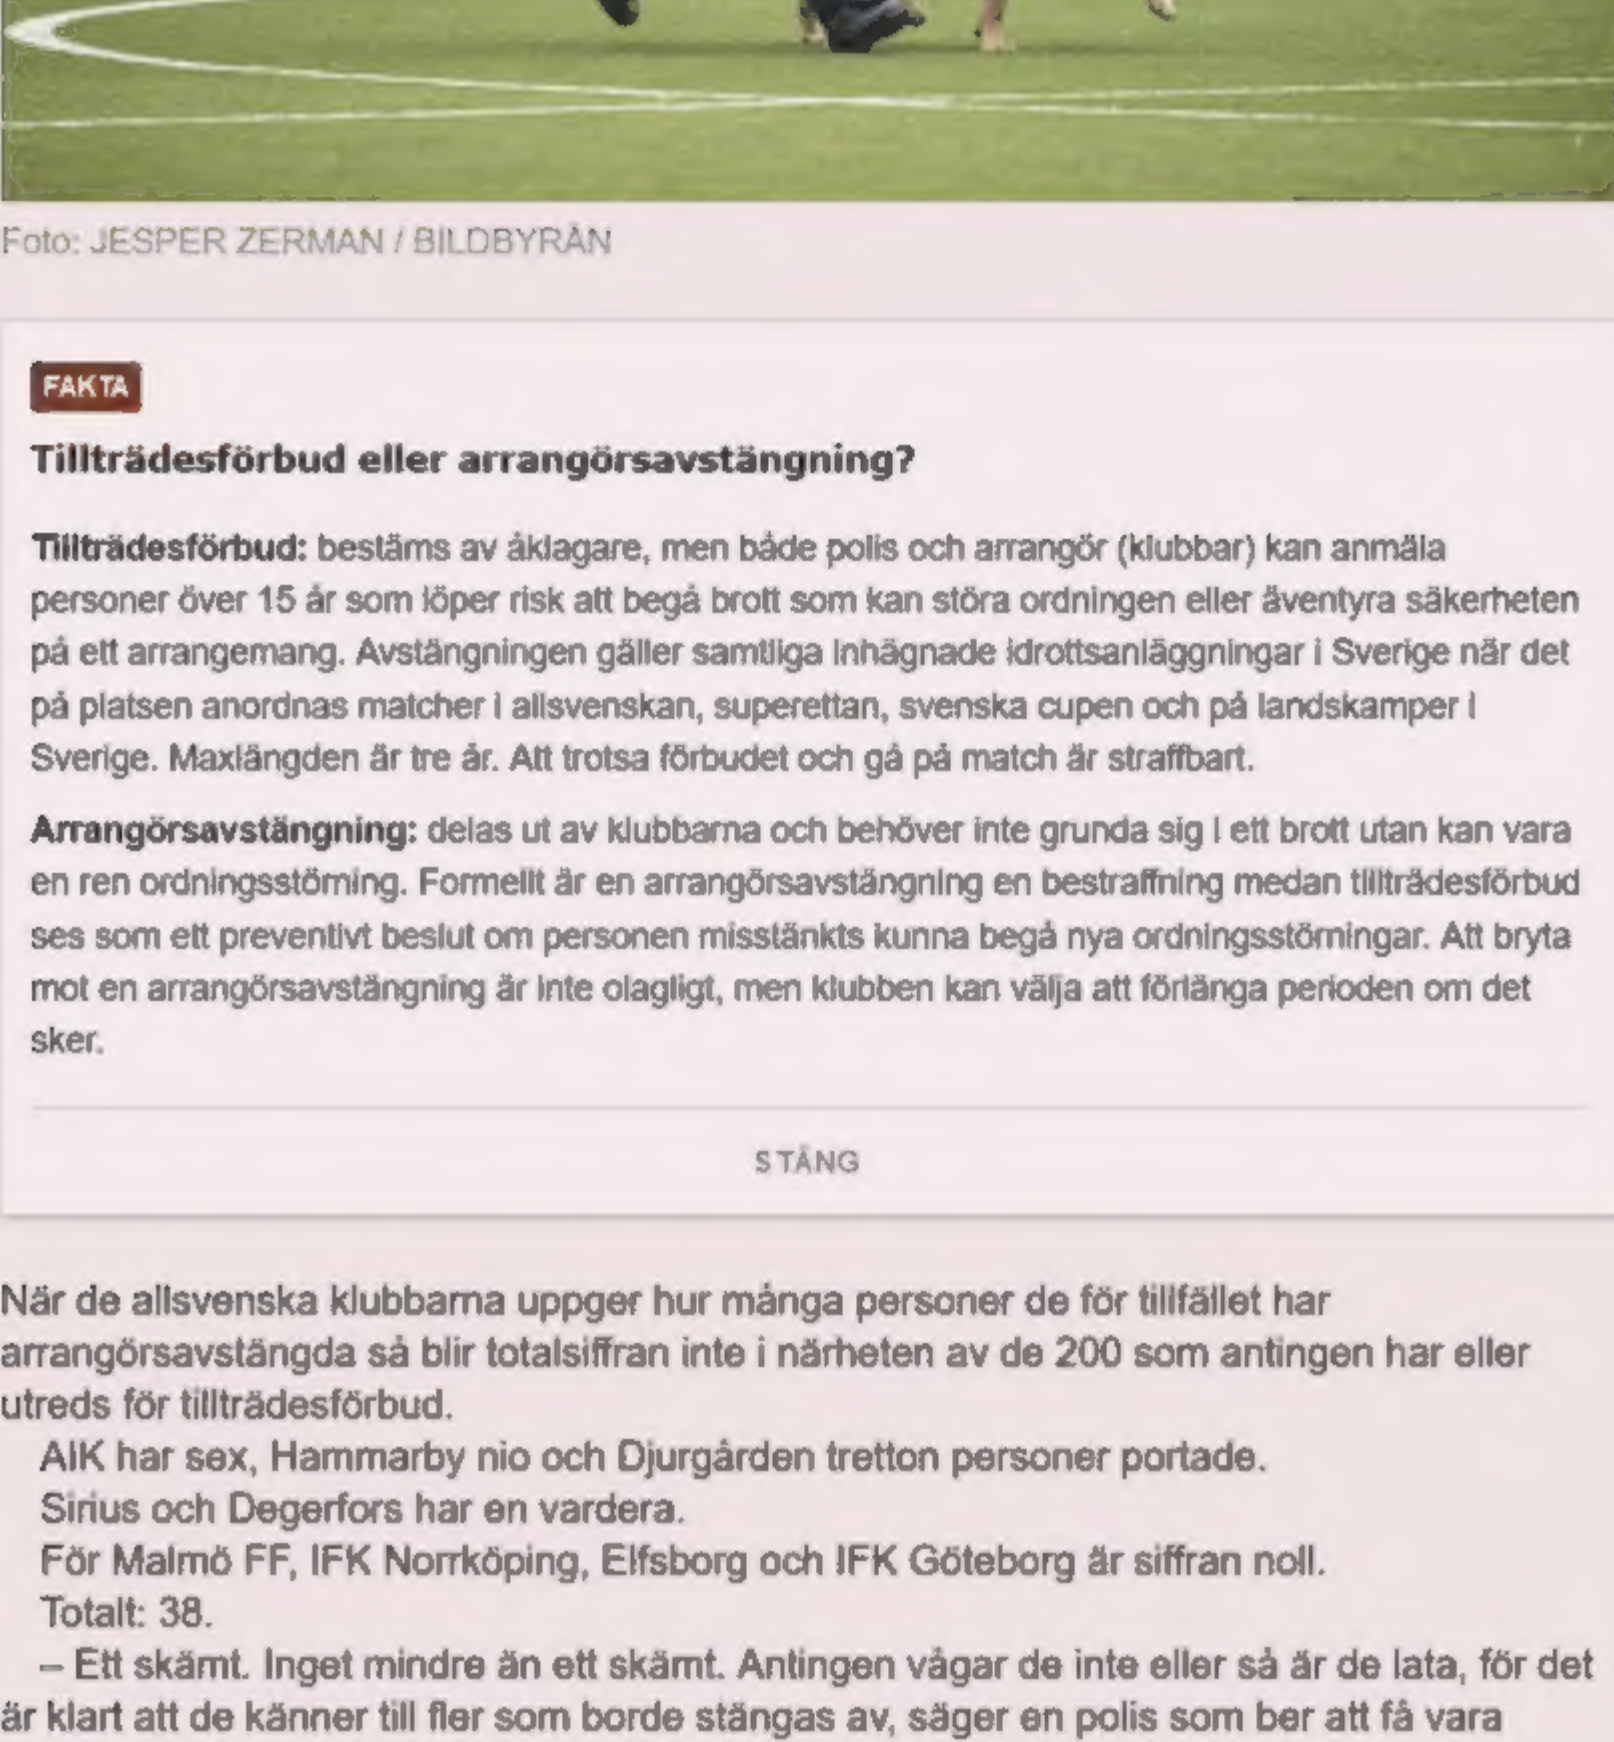 Foto: JESPER ZERMAN / BILDBYRÅN
FAKTA
Tillträdesförbud eller arrangörsavstängning?
Tillträdesförbud: bestäms av åklagare, men både polis och arrangör (klubbar) kan anmäla
personer över 15 år som löper risk att begå brott som kan störa ordningen eller äventyra säkerheten
på ett arrangemang. Avstängningen gäller samtliga inhägnade idrottsanläggningar i Sverige när det
på platsen anordnas matcher i allsvenskan, superettan, svenska cupen och på landskamper i
Sverige. Maxlängden är tre år. Att trotsa förbudet och gå på match är straffbart.
Arrangörsavstängning: delas ut av klubbarna och behöver inte grunda sig i ett brott utan kan vara
en ren ordningsstörning. Formellt är en arrangörsavstängning en bestraffning medan tillträdesförbud
ses som ett preventivt beslut om personen misstänkts kunna begå nya ordningsstörningar. Att bryta
mot en arrangörsavstängning är inte olagligt, men klubben kan välja att förlänga perioden om det
sker.
STÄNG
När de allsvenska klubbarna uppger hur många personer de för tillfället har
arrangörsavstängda så blir totalsiffran inte i närheten av de 200 som antingen har eller
utreds för tillträdesförbud.
AIK har sex, Hammarby nio och Djurgården tretton personer portade.
Sirius och Degerfors har en vardera.
För Malmö FF, IFK Norrköping, Elfsborg och IFK Göteborg är siffran noll.
Totalt: 38.
– Ett skämt. Inget mindre än ett skämt. Antingen vågar de inte eller så är de lata, för det
är klart att de känner till fler som borde stängas av, säger en polis som ber att få vara